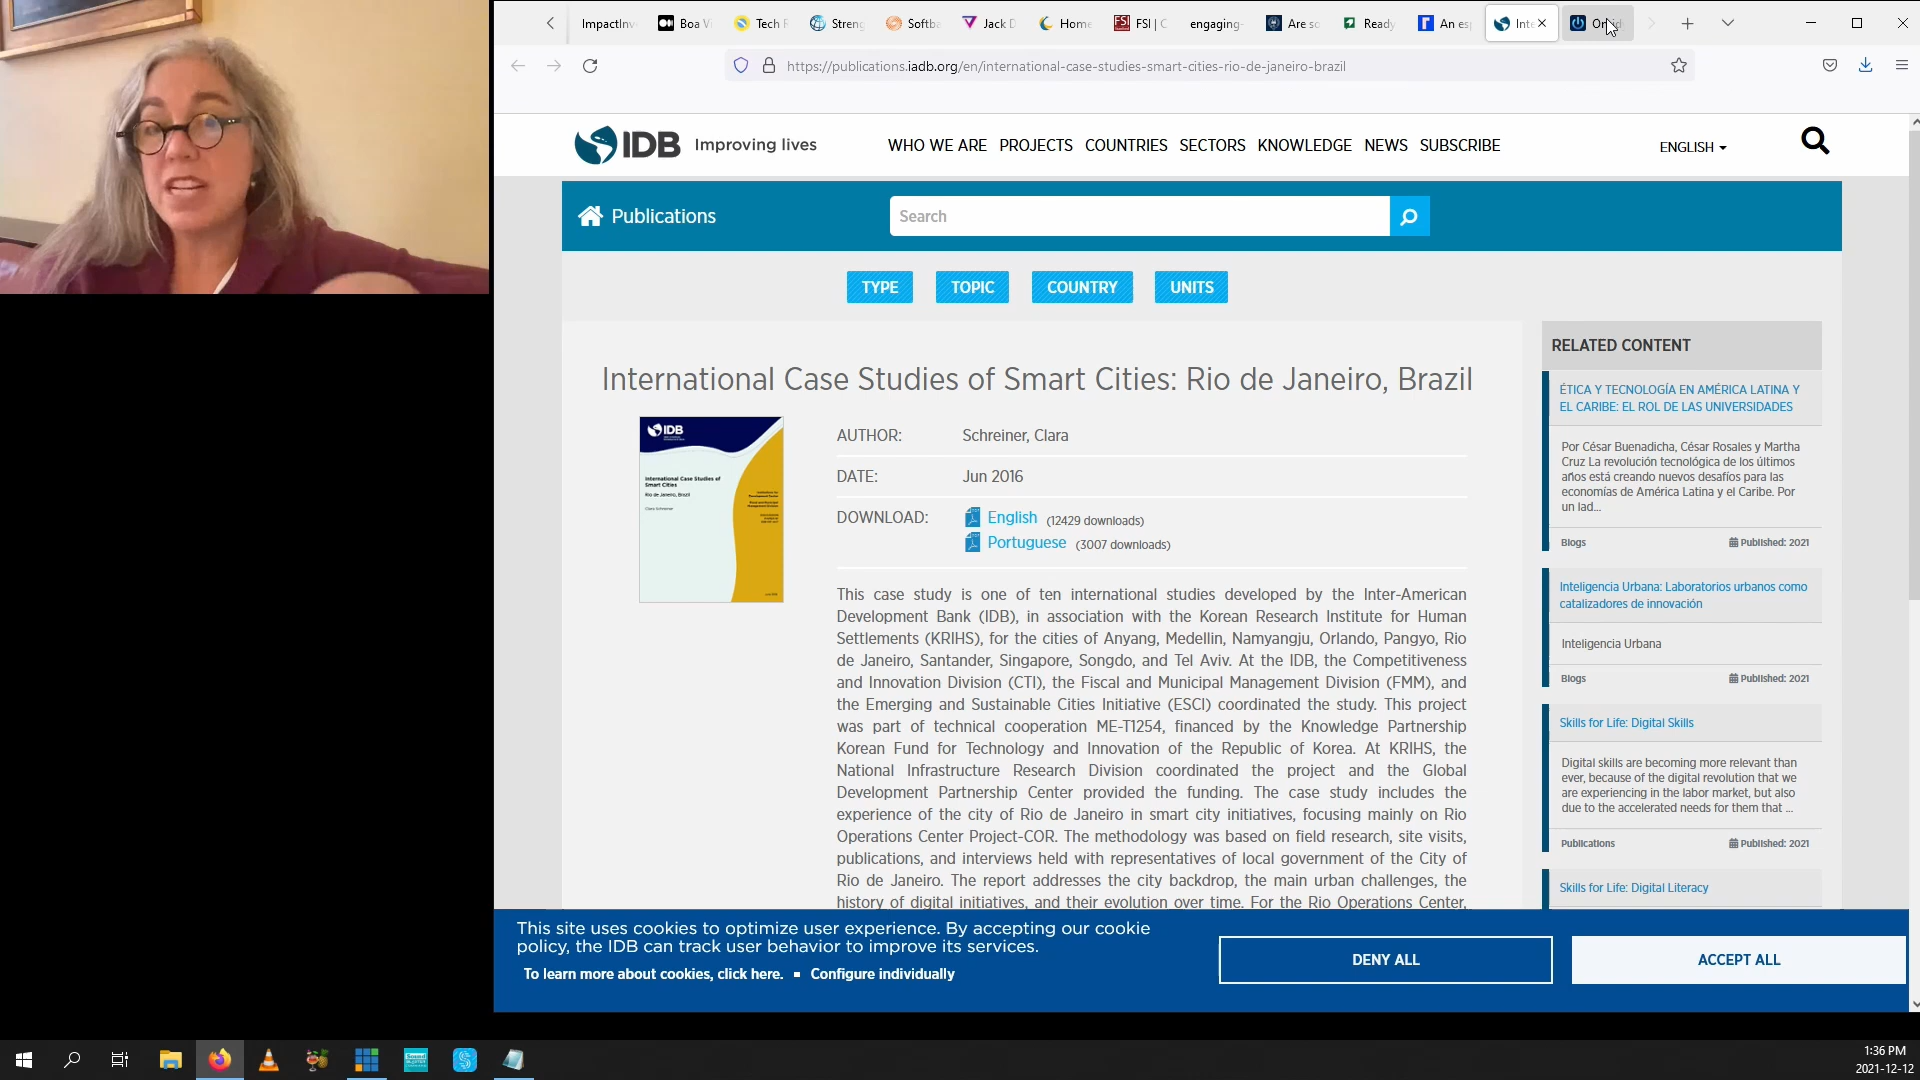 ImpactInv
Boa Vi
Tech F
Streng
Softba
Jack D
Home
FSI | C
engaging-
Are so
Ready
An es
Inte
https://publications.iadb.org/en/international-case-studies-smart-cities-rio-de-janeiro-brazil
IDB Improving lives
WHO WE ARE PROJECTS COUNTRIES SECTORS KNOWLEDGE NEWS SUBSCRIBE
ENGLISH
Publications
Search
TYPE
TOPIC
COUNTRY
UNITS
International Case Studies of Smart Cities: Rio de Janeiro, Brazil
IDB
International Case Studies of
Smart Cities
Rio de Janeiro, Brazil
Clara Schreiner
AUTHOR: Schreiner, Clara
DATE: Jun 2016
DOWNLOAD: English (12429 downloads)
Portuguese (3007 downloads)
This case study is one of ten international studies developed by the Inter-American
Development Bank (IDB), in association with the Korean Research Institute for Human
Settlements (KRIHS), for the cities of Anyang, Medellin, Namyangju, Orlando, Pangyo, Rio
de Janeiro, Santander, Singapore, Songdo, and Tel Aviv. At the IDB, the Competitiveness
and Innovation Division (CTI), the Fiscal and Municipal Management Division (FMM), and
the Emerging and Sustainable Cities Initiative (ESCI) coordinated the study. This project
was part of technical cooperation ME-T1254, financed by the Knowledge Partnership
Korean Fund for Technology and Innovation of the Republic of Korea. At KRIHS, the
National Infrastructure Research Division coordinated the project and the Global
Development Partnership Center provided the funding. The case study includes the
experience of the city of Rio de Janeiro in smart city initiatives, focusing mainly on Rio
Operations Center Project-COR. The methodology was based on field research, site visits,
publications, and interviews held with representatives of local government of the City of
Rio de Janeiro. The report addresses the city backdrop, the main urban challenges, the
history of digital initiatives, and their evolution over time. For the Rio Operations Center,
RELATED CONTENT
ÉTICA Y TECNOLOGÍA EN AMÉRICA LATINA Y
EL CARIBE: EL ROL DE LAS UNIVERSIDADES
Por César Buenadicha, César Rosales y Martha
Cruz La revolución tecnológica de los últimos
años está creando nuevos desafíos para las
economías de América Latina y el Caribe. Por
un lad...
Blogs Published: 2021
Inteligencia Urbana: Laboratorios urbanos como
catalizadores de innovación
Inteligencia Urbana
Blogs Published: 2021
Skills for Life: Digital Skills
Digital skills are becoming more relevant than
ever, because of the digital revolution that we
are experiencing in the labor market, but also
due to the accelerated needs for them that ...
Publications Published: 2021
Skills for Life: Digital Literacy
This site uses cookies to optimize user experience. By accepting our cookie
policy, the IDB can track user behavior to improve its services.
To learn more about cookies, click here. ▪ Configure individually
DENY ALL
ACCEPT ALL
1:36 PM
2021-12-12